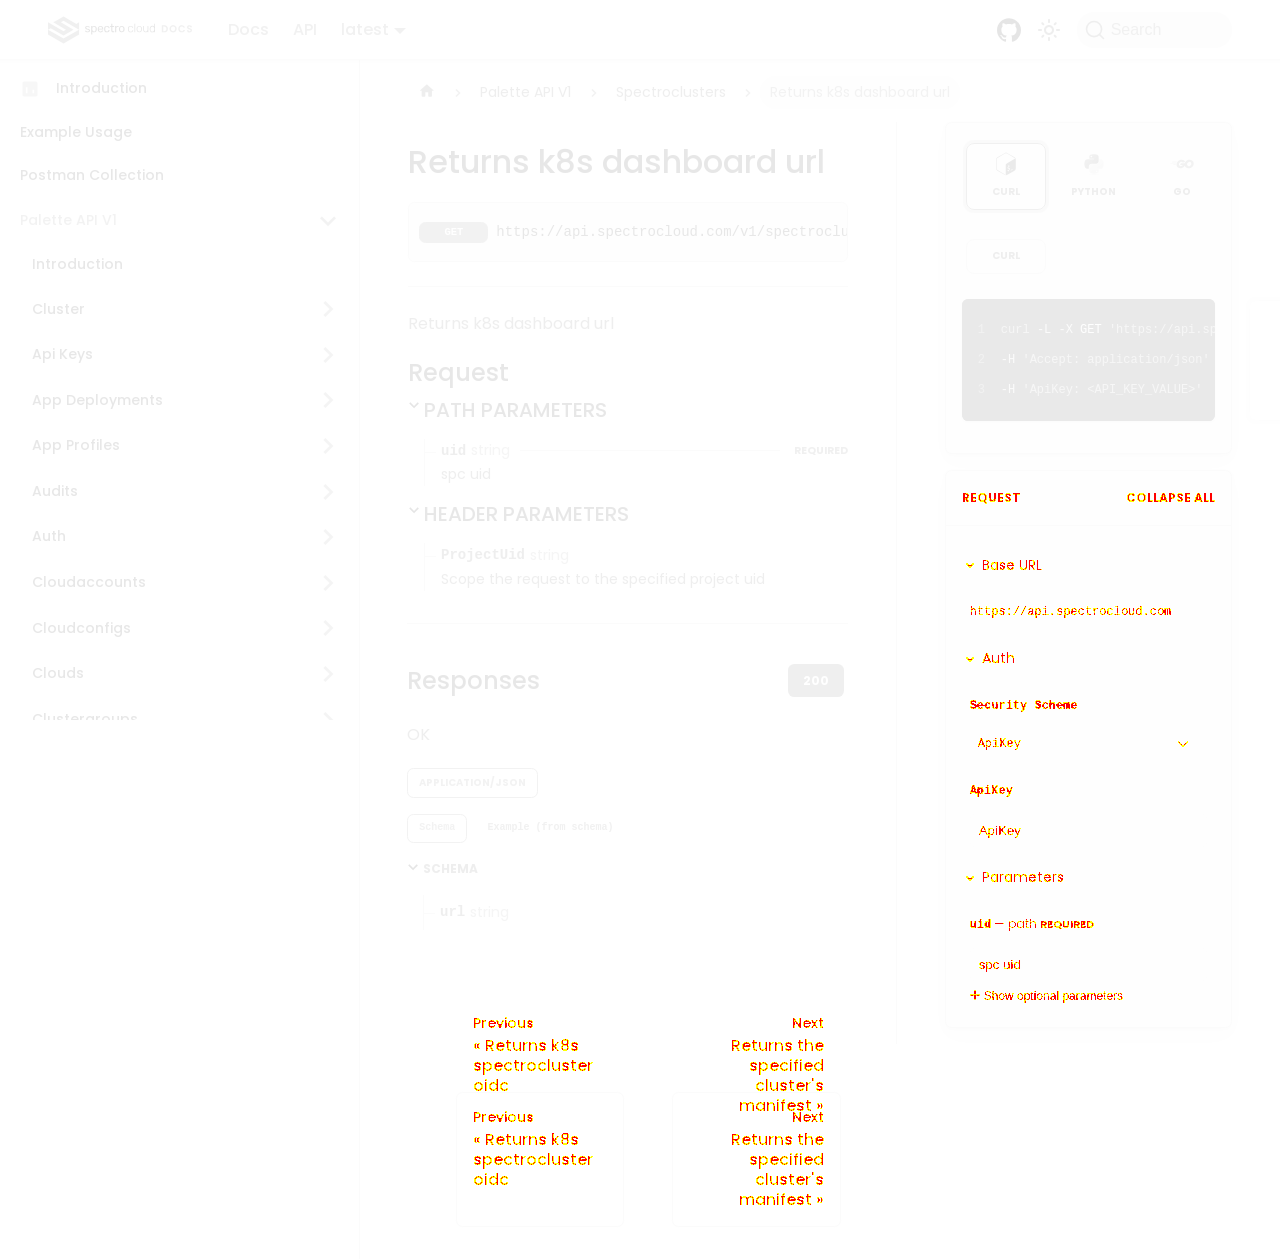 spectro cloud DOCS
Docs
API
latest
Search
Introduction
Example Usage
Postman Collection
Palette API V1
Introduction
Cluster
Api Keys
App Deployments
App Profiles
Audits
Auth
Cloudaccounts
Cloudconfigs
Clouds
Clustergroups
Palette API V1
Spectroclusters
Returns k8s dashboard url
Returns k8s dashboard url
GET https://api.spectrocloud.com/v1/spectroclu
Returns k8s dashboard url
Request
PATH PARAMETERS
uid string REQUIRED
spc uid
HEADER PARAMETERS
ProjectUid string
Scope the request to the specified project uid
Responses
200
OK
APPLICATION/JSON
Schema
Example (from schema)
SCHEMA
url string
Previous
« Returns k8s
spectrocluster
oidc
Next
Returns the
specified
cluster's
manifest »
Previous
« Returns k8s
spectrocluster
oidc
Next
Returns the
specified
cluster's
manifest »
CURL
PYTHON
GO
CURL
1 curl -L -X GET 'https://api.sp
2 -H 'Accept: application/json'
3 -H 'ApiKey: <API_KEY_VALUE>'
REQUEST
COLLAPSE ALL
Base URL
https://api.spectrocloud.com
Auth
Security Scheme
ApiKey
ApiKey
ApiKey
Parameters
uid — path REQUIRED
spc uid
Show optional parameters